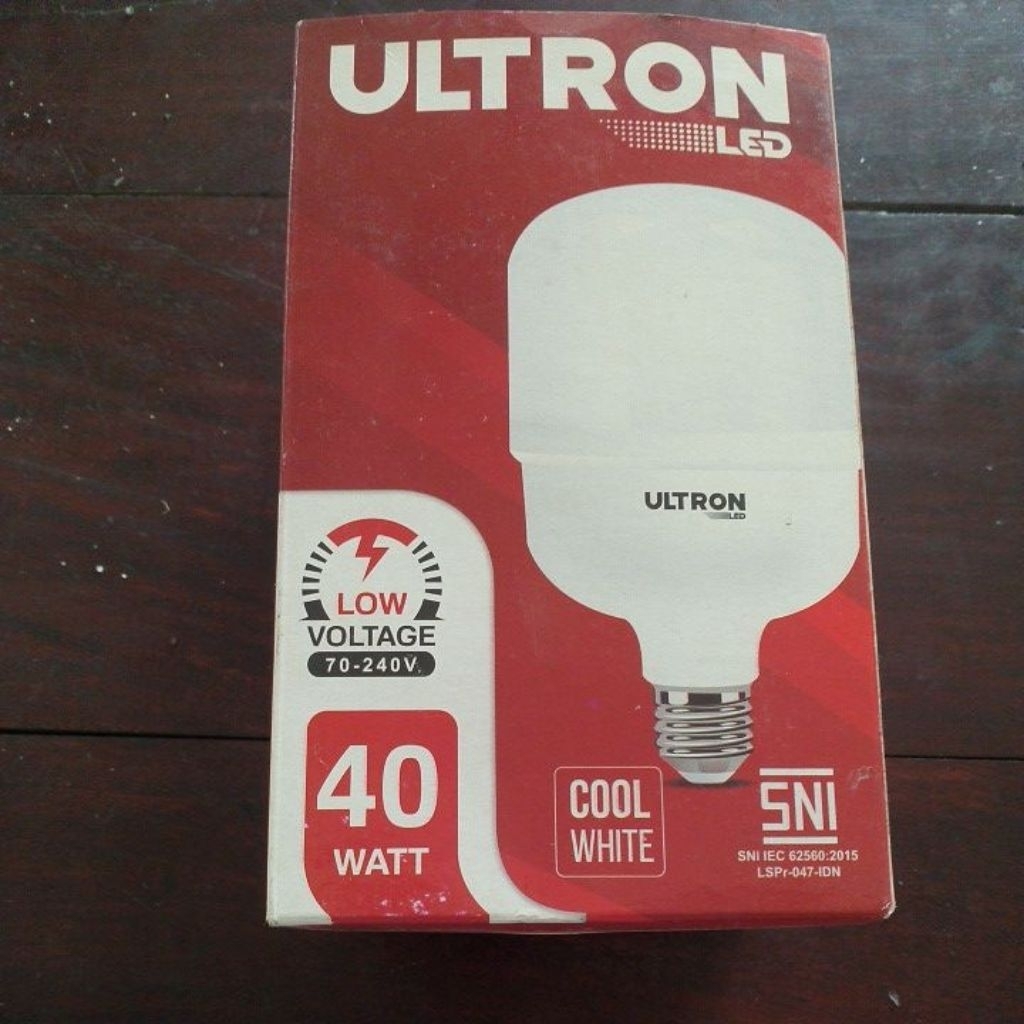 ULTRON
LED
ULTRON
LED
LOW
VOLTAGE
70-240V
40
WATT
COOL
WHITE
SNI
SNI IEC 62560:2015
LSPr-047-IDN